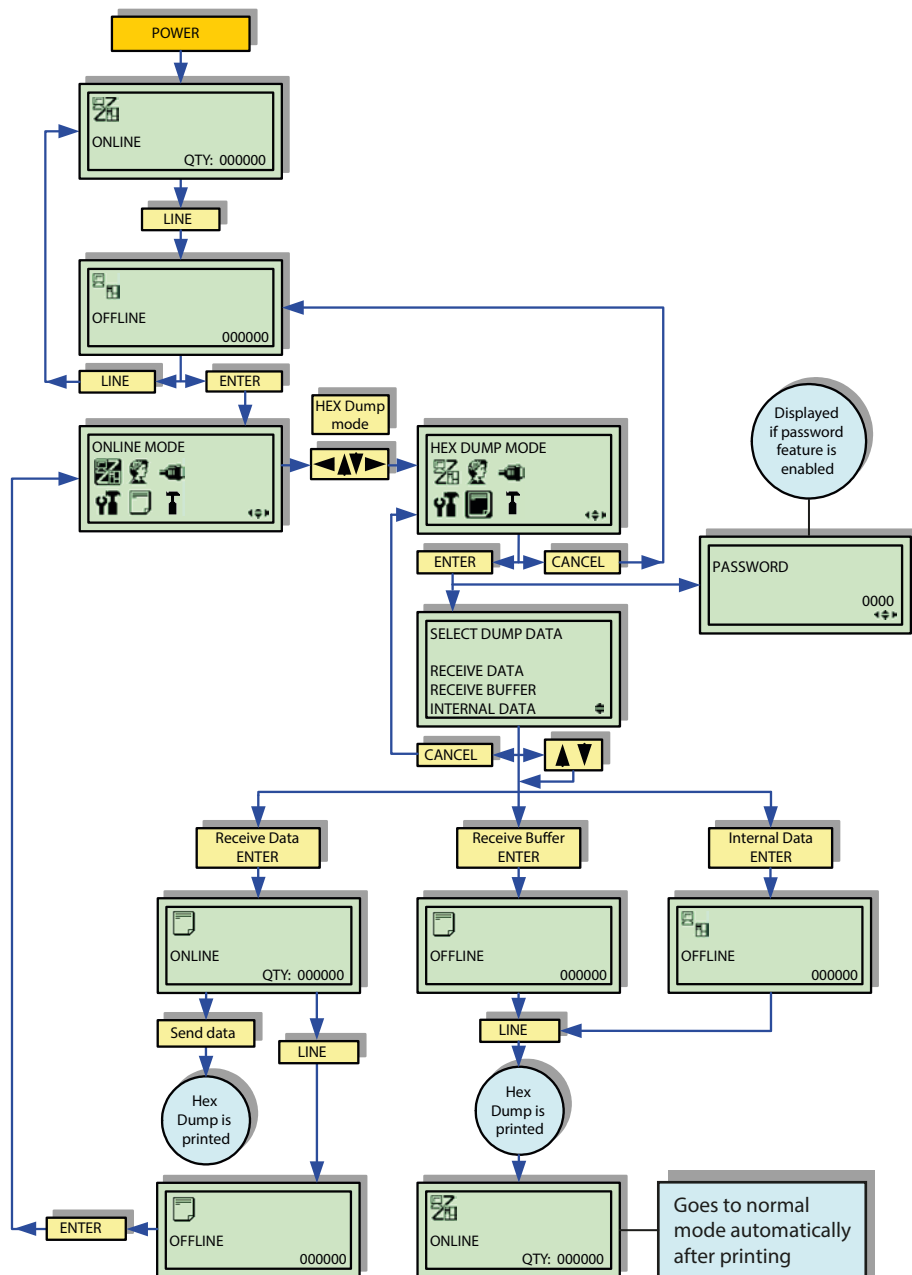 POWER
ONLINE
QTY: 000000
LINE
OFFLINE
000000
LINE
ENTER
HEX Dump
mode
Displayed
if password
feature is
enabled
ONLINE MODE
HEX DUMP MODE
ENTER
CANCEL
PASSWORD
0000
SELECT DUMP DATA
RECEIVE DATA
RECEIVE BUFFER
INTERNAL DATA
CANCEL
Receive Data
ENTER
Receive Buffer
ENTER
Internal Data
ENTER
ONLINE
QTY: 000000
OFFLINE
000000
OFFLINE
000000
Send data
LINE
LINE
Hex
Dump is
printed
Hex
Dump is
printed
ENTER
OFFLINE
000000
ONLINE
QTY: 000000
Goes to normal
mode automatically
after printing